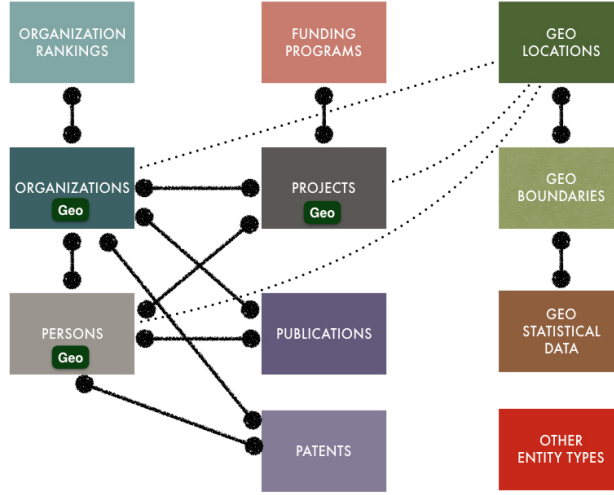 ORGANIZATION
RANKINGS
FUNDING
PROGRAMS
GEO
LOCATIONS
ORGANIZATIONS
Geo
PROJECTS
Geo
GEO
BOUNDARIES
PERSONS
Geo
PUBLICATIONS
GEO
STATISTICAL
DATA
PATENTS
OTHER
ENTITY TYPES